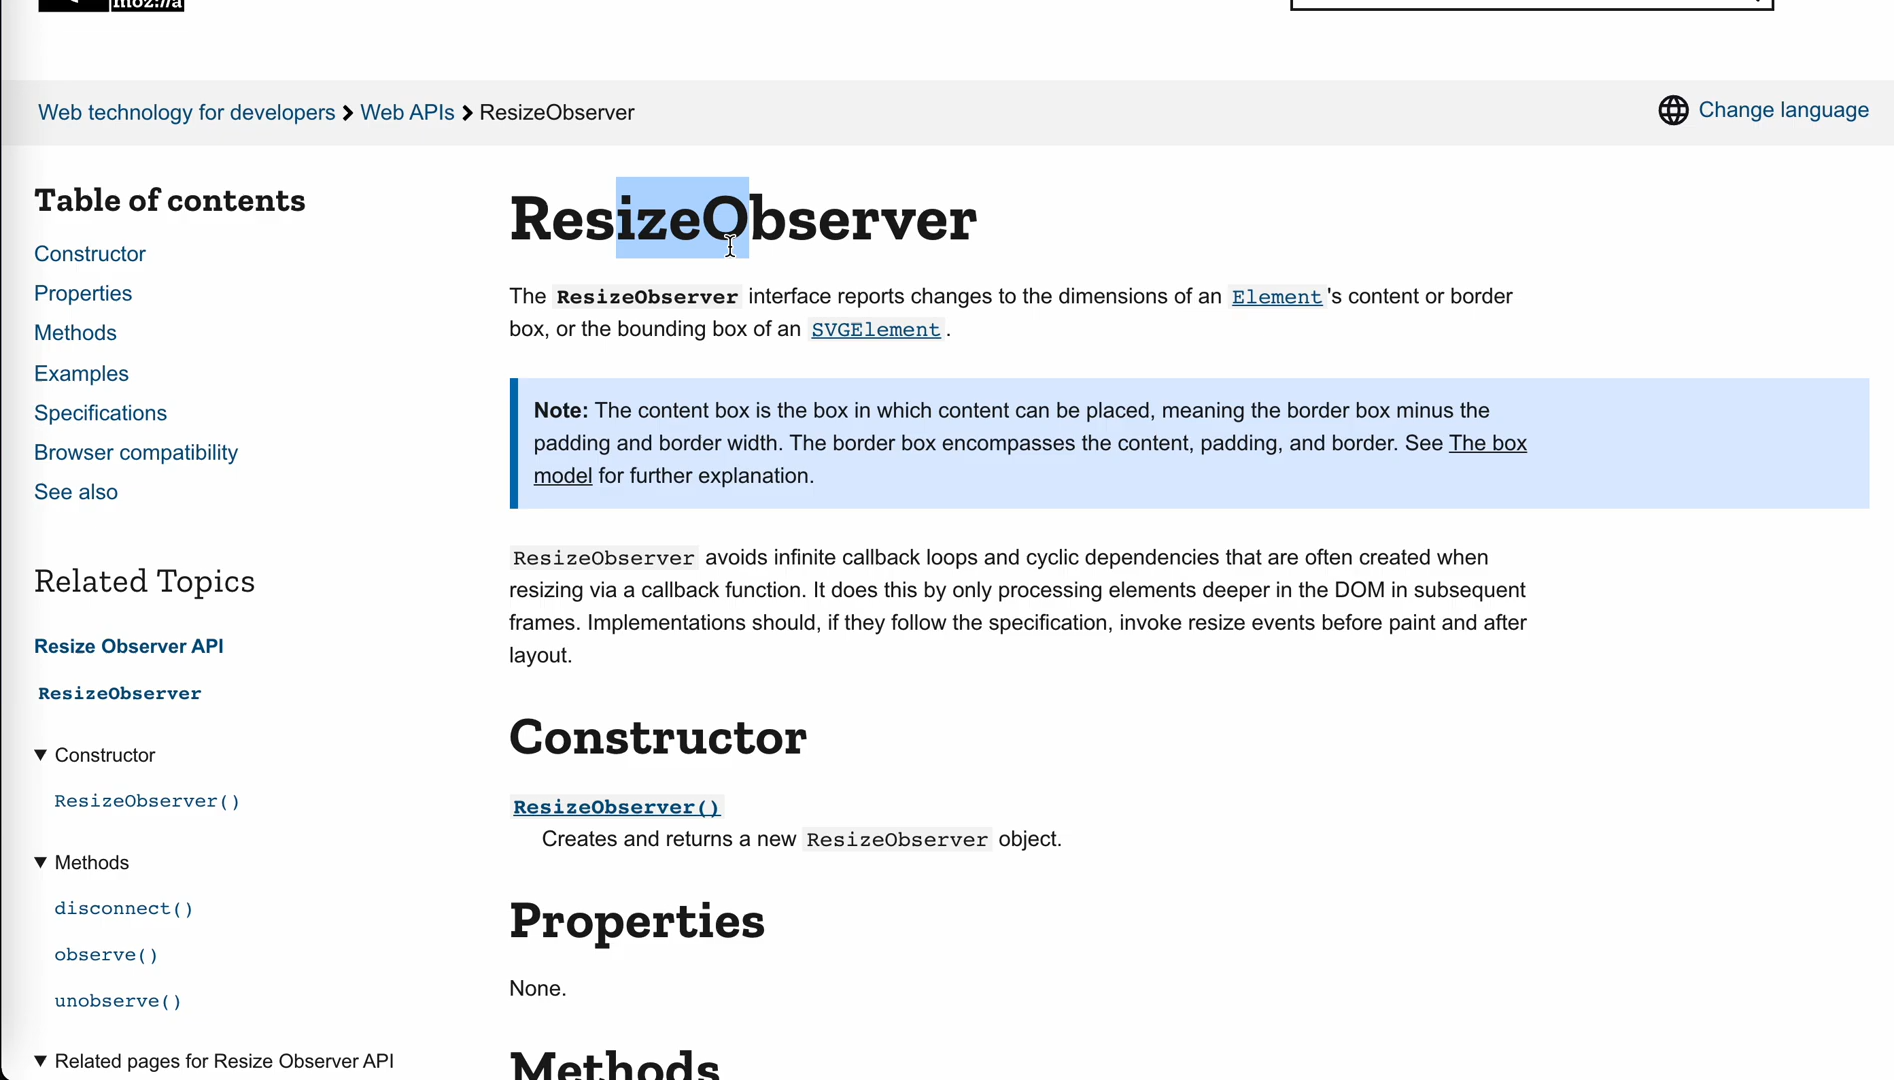 moz://a
Web technology for developers > Web APIs > ResizeObserver
Change language
Table of contents
Constructor
Properties
Methods
Examples
Specifications
Browser compatibility
See also
Related Topics
Resize Observer API
ResizeObserver
▼ Constructor
ResizeObserver()
▼ Methods
disconnect()
observe()
unobserve()
▼ Related pages for Resize Observer API
ResizeObserver
The ResizeObserver interface reports changes to the dimensions of an Element's content or border
box, or the bounding box of an SVGElement.
Note: The content box is the box in which content can be placed, meaning the border box minus the
padding and border width. The border box encompasses the content, padding, and border. See The box
model for further explanation.
ResizeObserver avoids infinite callback loops and cyclic dependencies that are often created when
resizing via a callback function. It does this by only processing elements deeper in the DOM in subsequent
frames. Implementations should, if they follow the specification, invoke resize events before paint and after
layout.
Constructor
ResizeObserver()
Creates and returns a new ResizeObserver object.
Properties
None.
Methods